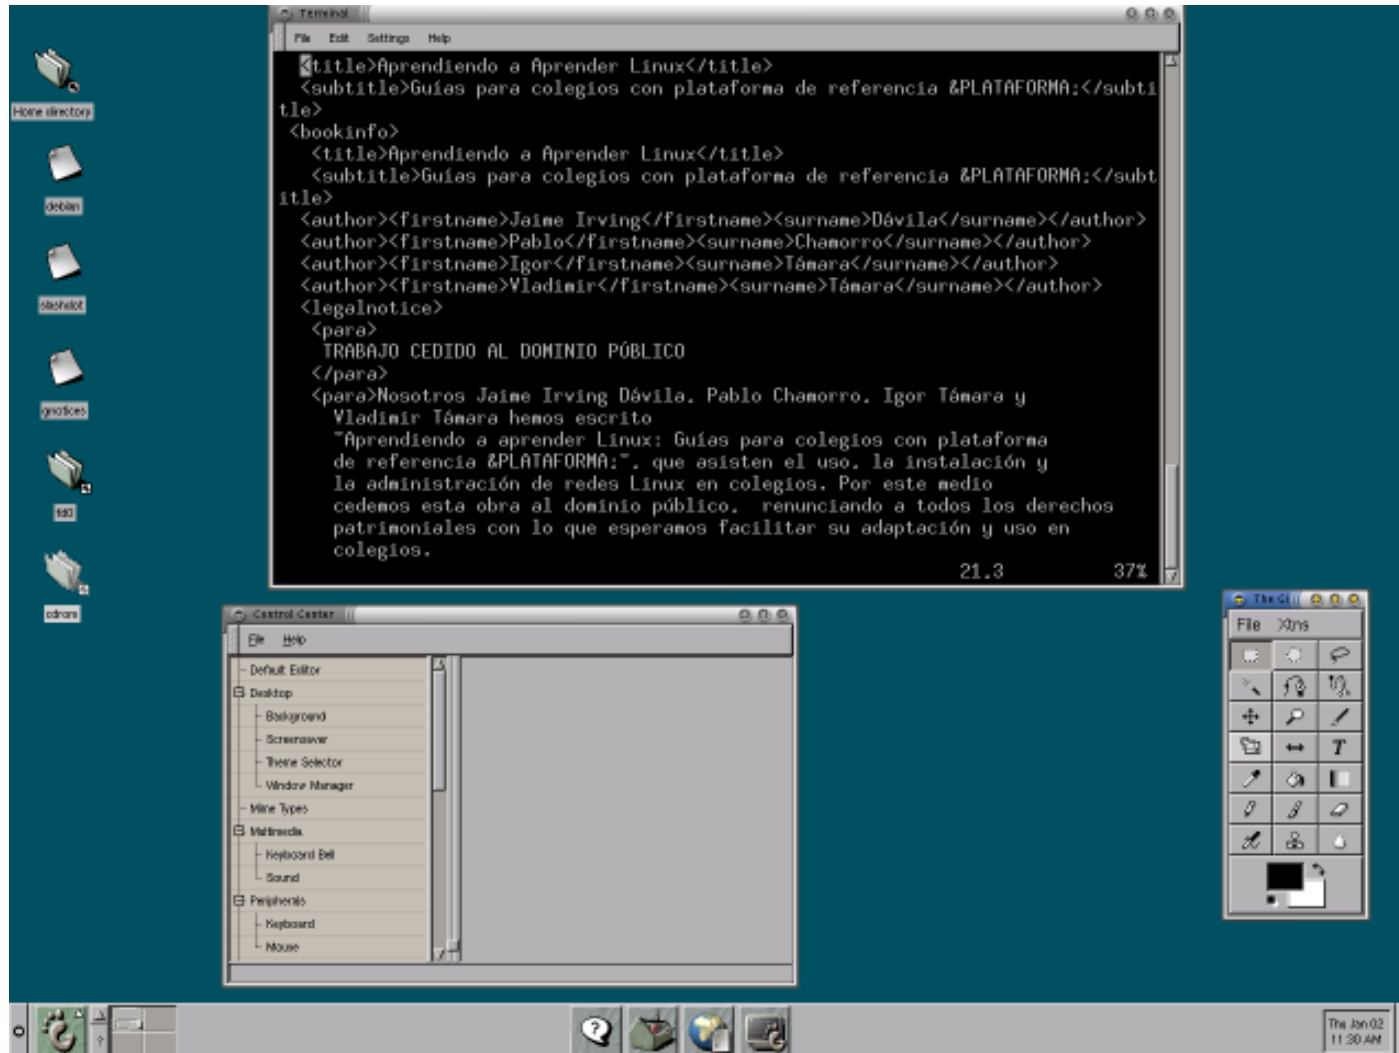 Terminal
File Edit Settings Help
<title>Aprendiendo a Aprender Linux</title>
<subtitle>Guías para colegios con plataforma de referencia &PLATAFORMA;</subti
tle>
<bookinfo>
<title>Aprendiendo a Aprender Linux</title>
<subtitle>Guías para colegios con plataforma de referencia &PLATAFORMA;</subt
itle>
<author><firstname>Jaime Irving</firstname><surname>Dávila</surname></author>
<author><firstname>Pablo</firstname><surname>Chamorro</surname></author>
<author><firstname>Igor</firstname><surname>Támara</surname></author>
<author><firstname>Vladimir</firstname><surname>Támara</surname></author>
<legalnotice>
<para>
TRABAJO CEDIDO AL DOMINIO PÚBLICO
</para>
<para>Nosotros Jaime Irving Dávila, Pablo Chamorro, Igor Támara y
Vladimir Támara hemos escrito
"Aprendiendo a aprender Linux: Guías para colegios con plataforma
de referencia &PLATAFORMA;", que asisten el uso, la instalación y
la administración de redes Linux en colegios. Por este medio
cedemos esta obra al dominio público, renunciando a todos los derechos
patrimoniales con lo que esperamos facilitar su adaptación y uso en
colegios.
21,3 37%
Home directory
debian
slashdot
gnotices
fd0
cdrom
Control Center
File Help
Default Editor
Desktop
Background
Screensaver
Theme Selector
Window Manager
Mime Types
Multimedia
Keyboard Bell
Sound
Peripherals
Keyboard
Mouse
The GI
File Xtns
T
?
?
Thu Jan 02
11:30 AM